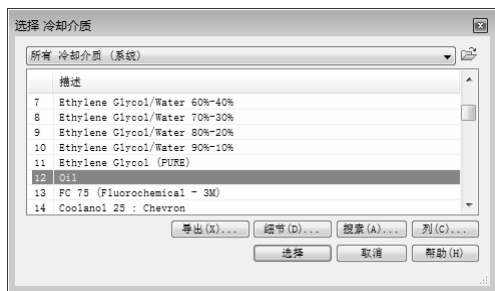 选择 冷却介质
所有 冷却介质 (系统)
描述
7 Ethylene Glycol/Water 60%-40%
8 Ethylene Glycol/Water 70%-30%
9 Ethylene Glycol/Water 80%-20%
10 Ethylene Glycol/Water 90%-10%
11 Ethylene Glycol (PURE)
12 Oil
13 FC 75 (Fluorochemical - 3M)
14 Coolanol 25 : Chevron
导出(X)... 细节(D)... 搜索(A)... 列(C)...
选择 取消 帮助(H)